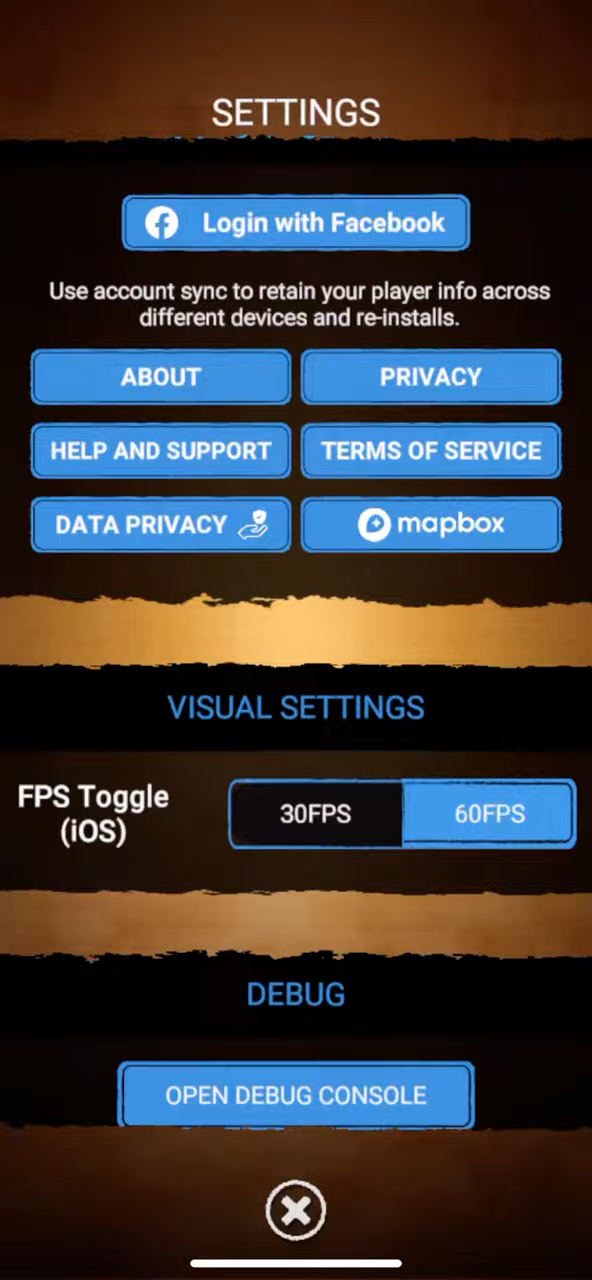 SETTINGS
Login with Facebook
Use account sync to retain your player info across
different devices and re-installs.
ABOUT
PRIVACY
HELP AND SUPPORT
TERMS OF SERVICE
DATA PRIVACY
mapbox
VISUAL SETTINGS
FPS Toggle
(iOS)
30FPS
60FPS
DEBUG
OPEN DEBUG CONSOLE